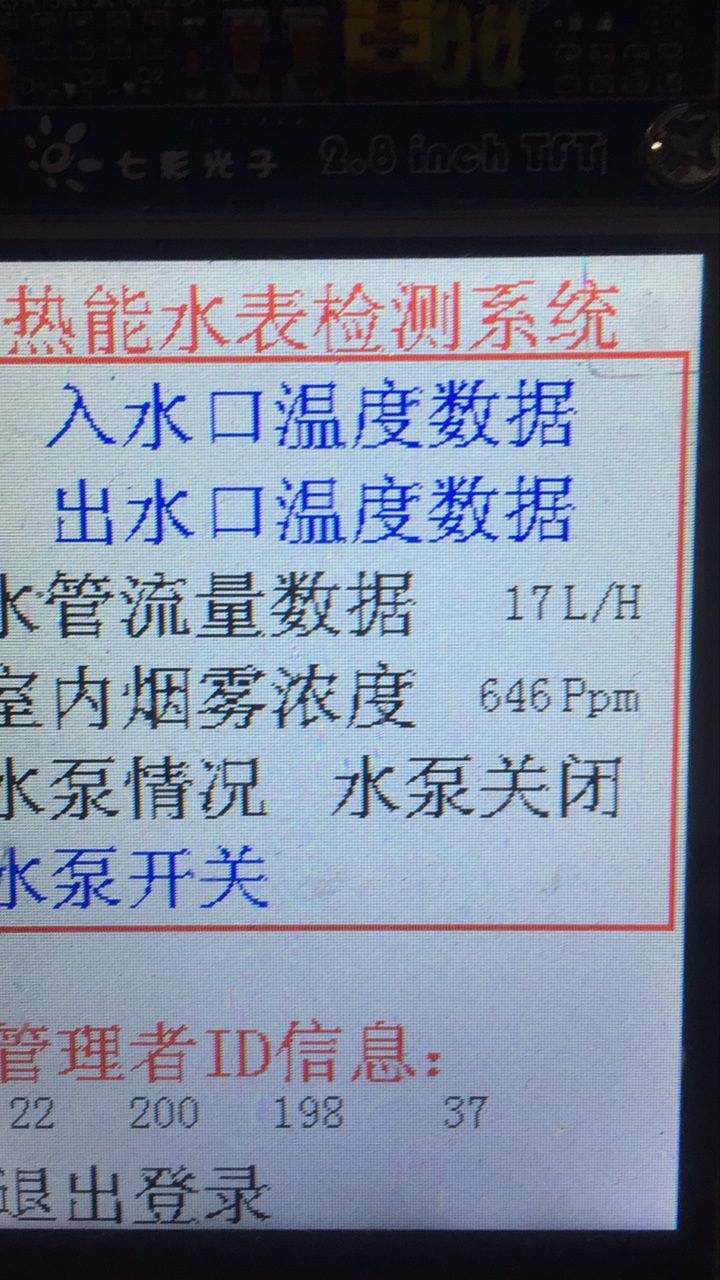 七彩光子 2.8 inch TFT
热能水表检测系统
入水口温度数据
出水口温度数据
水管流量数据 17L/H
室内烟雾浓度 646Ppm
水泵情况 水泵关闭
水泵开关
管理者ID信息:
22 200 198 37
退出登录